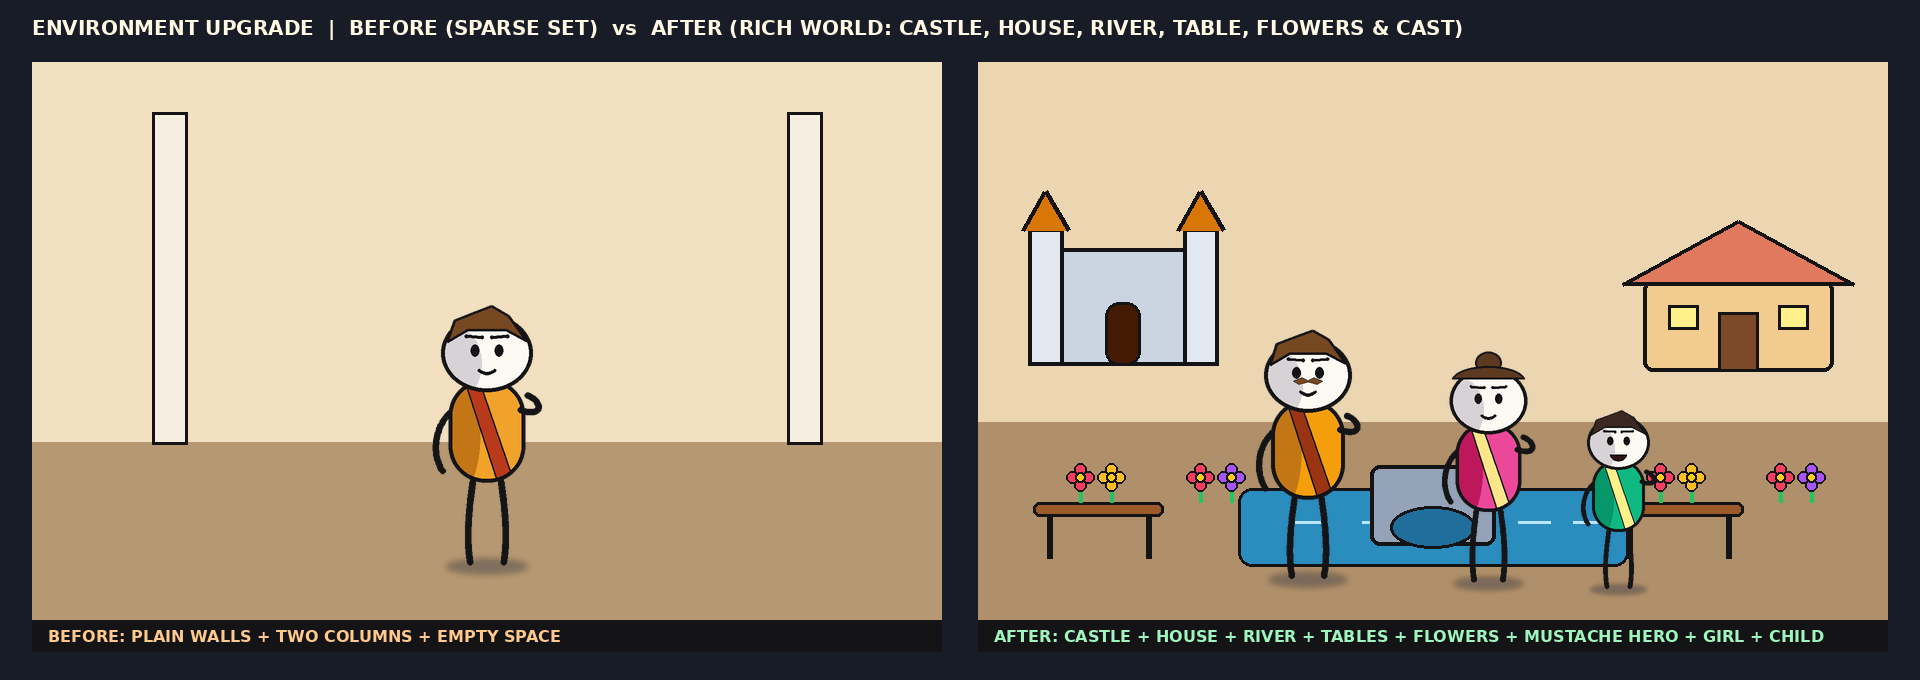 ENVIRONMENT UPGRADE | BEFORE (SPARSE SET) vs AFTER (RICH WORLD: CASTLE, HOUSE, RIVER, TABLE, FLOWERS & CAST)
BEFORE: PLAIN WALLS + TWO COLUMNS + EMPTY SPACE
AFTER: CASTLE + HOUSE + RIVER + TABLES + FLOWERS + MUSTACHE HERO + GIRL + CHILD